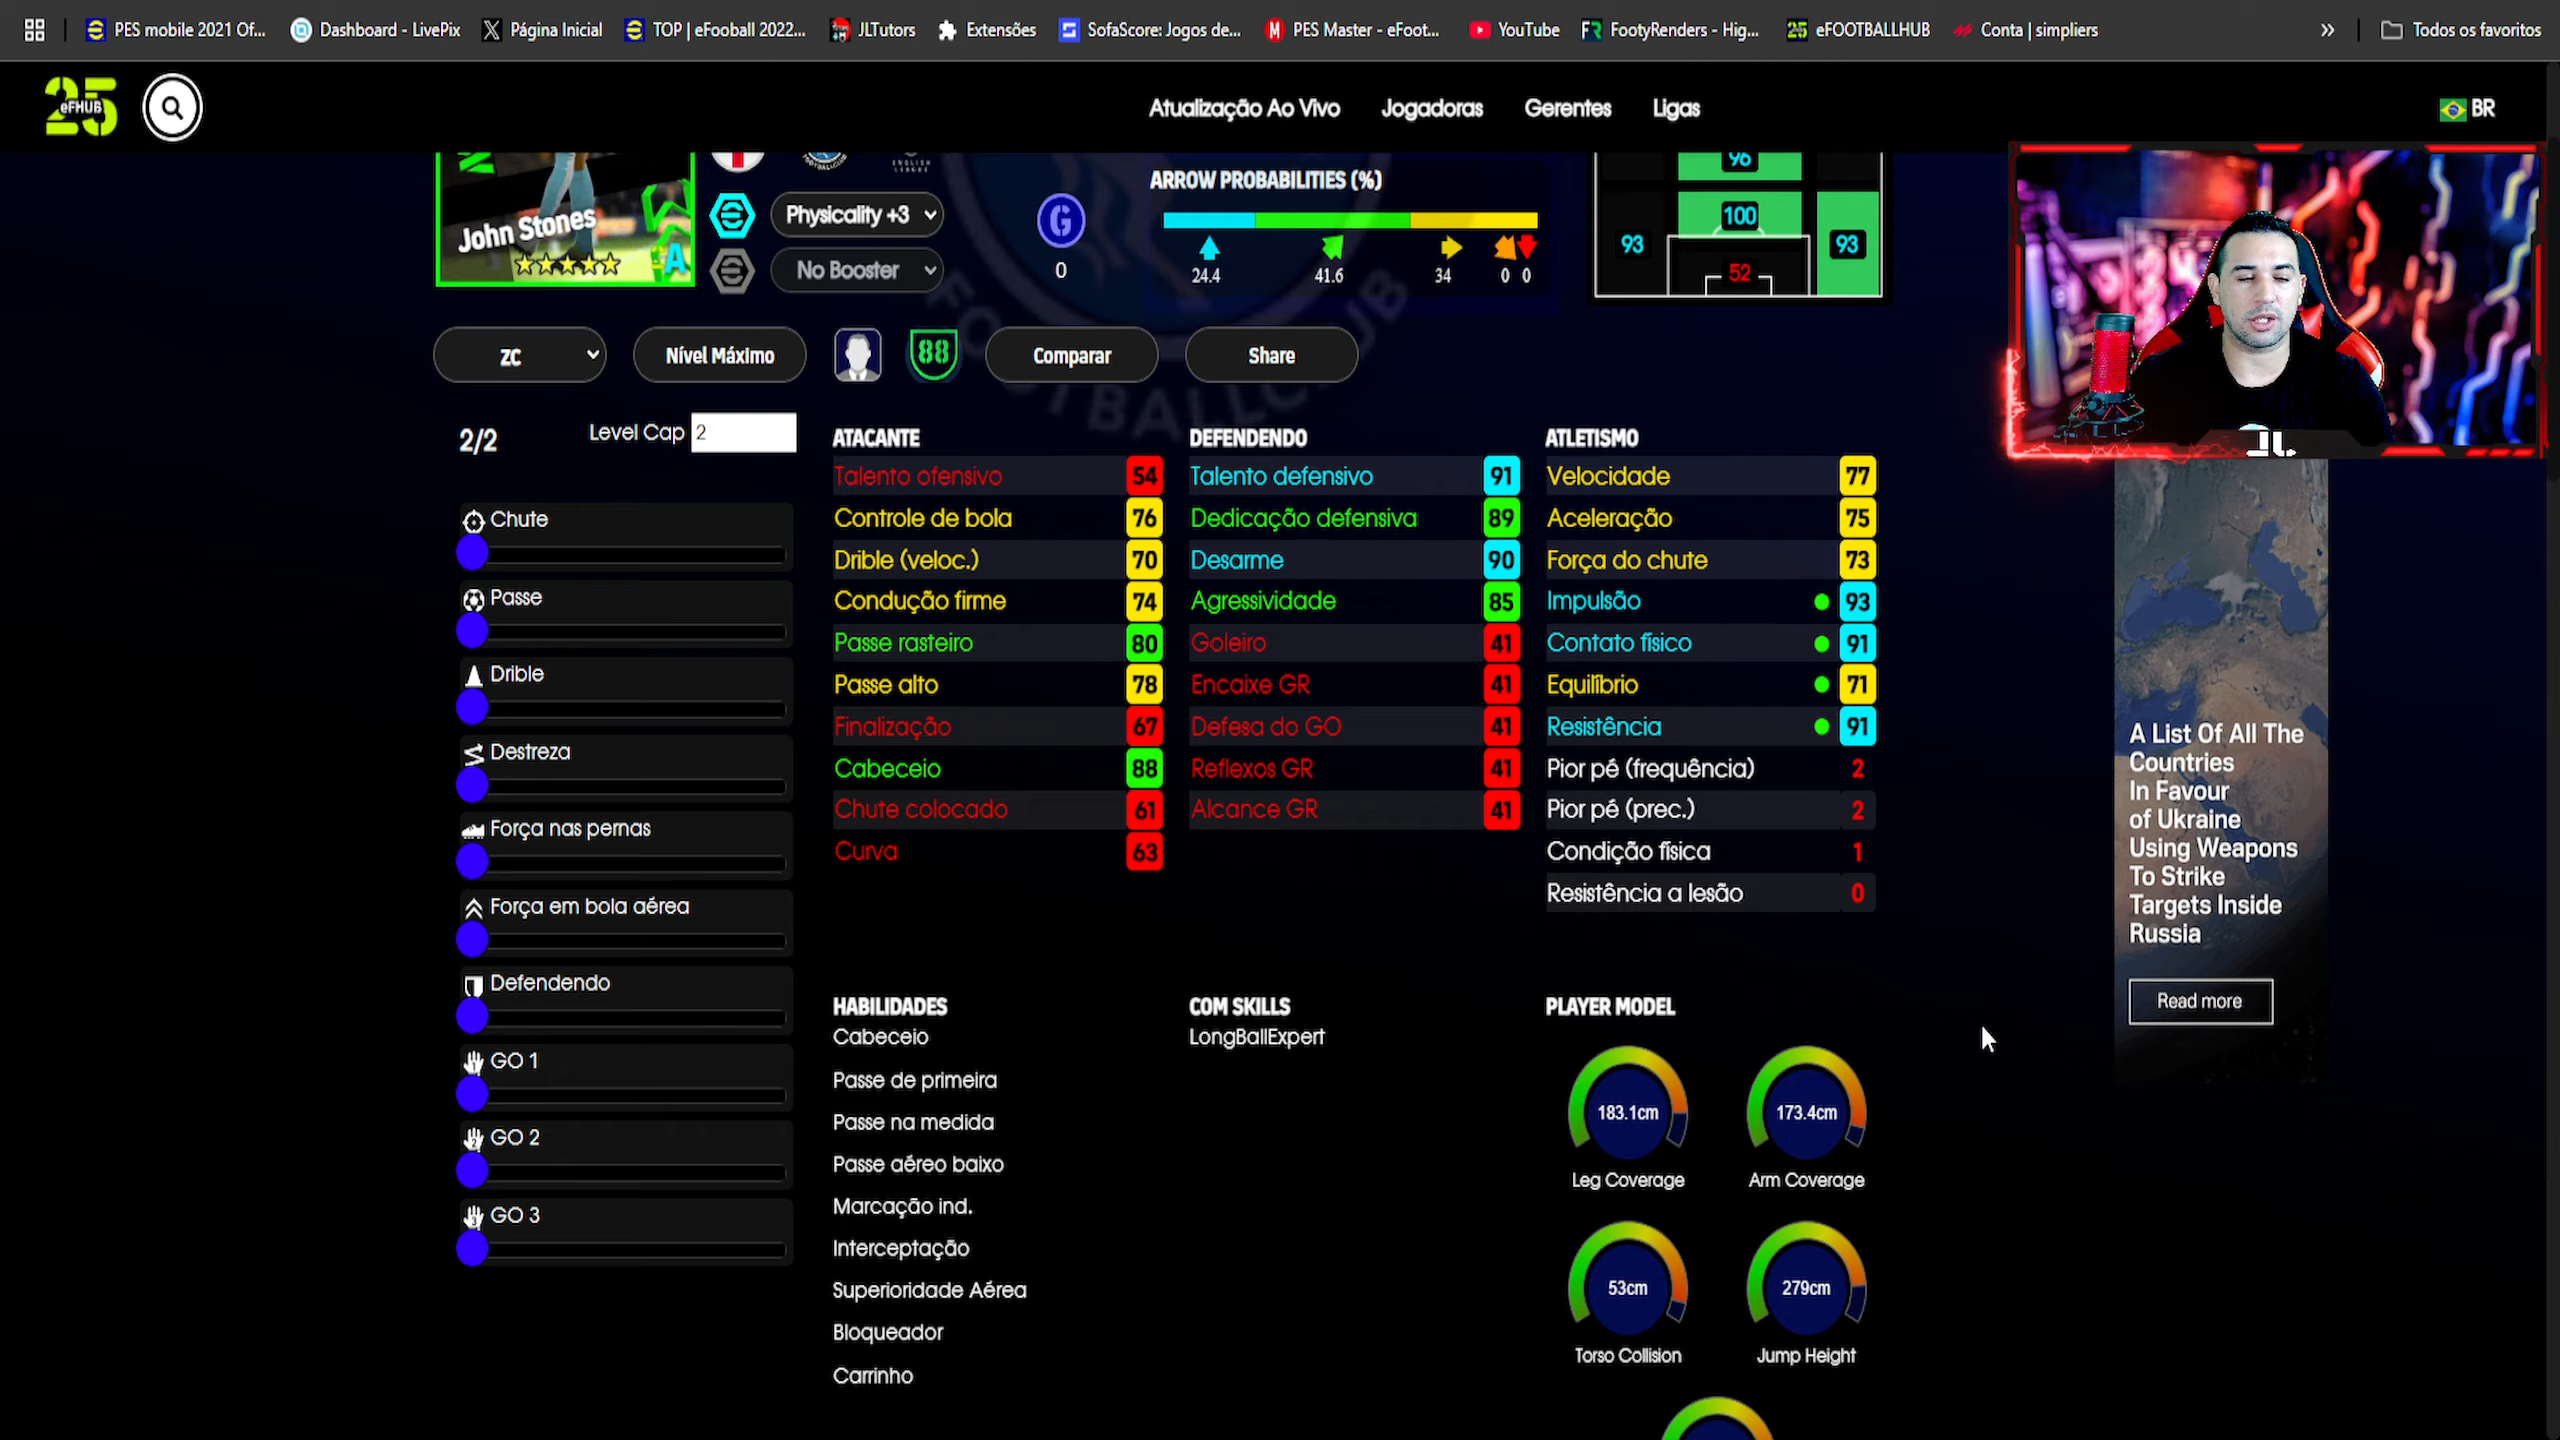 PES mobile 2021 Of...
Dashboard - LivePix
Página Inicial
TOP | eFooball 2022...
JLTutors
Extensões
SofaScore: Jogos de...
PES Master - eFoot...
YouTube
FootyRenders - Hig...
eFOOTBALLHUB
Conta | simpliers
Todos os favoritos
25
eFHUB
Atualização Ao Vivo
Jogadoras
Gerentes
Ligas
BR
John Stones
A
Physicality +3
No Booster
G
0
ARROW PROBABILITIES (%)
24.4 41.6 34 0 0
96
100
93 93
52
ZC
Nível Máximo
88
Comparar
Share
2/2
Level Cap 2
Chute
Passe
Drible
Destreza
Força nas pernas
Força em bola aérea
Defendendo
GO 1
GO 2
GO 3
ATACANTE
Talento ofensivo 54
Controle de bola 76
Drible (veloc.) 70
Condução firme 74
Passe rasteiro 80
Passe alto 78
Finalização 67
Cabeceio 88
Chute colocado 61
Curva 63
DEFENDENDO
Talento defensivo 91
Dedicação defensiva 89
Desarme 90
Agressividade 85
Goleiro 41
Encaixe GR 41
Defesa do GO 41
Reflexos GR 41
Alcance GR 41
ATLETISMO
Velocidade 77
Aceleração 75
Força do chute 73
Impulsão 93
Contato físico 91
Equilíbrio 71
Resistência 91
Pior pé (frequência) 2
Pior pé (prec.) 2
Condição física 1
Resistência a lesão 0
HABILIDADES
Cabeceio
Passe de primeira
Passe na medida
Passe aéreo baixo
Marcação ind.
Interceptação
Superioridade Aérea
Bloqueador
Carrinho
COM SKILLS
LongBallExpert
PLAYER MODEL
183.1cm
Leg Coverage
173.4cm
Arm Coverage
53cm
Torso Collision
279cm
Jump Height
JL
A List Of All The
Countries
In Favour
of Ukraine
Using Weapons
To Strike
Targets Inside
Russia
Read more